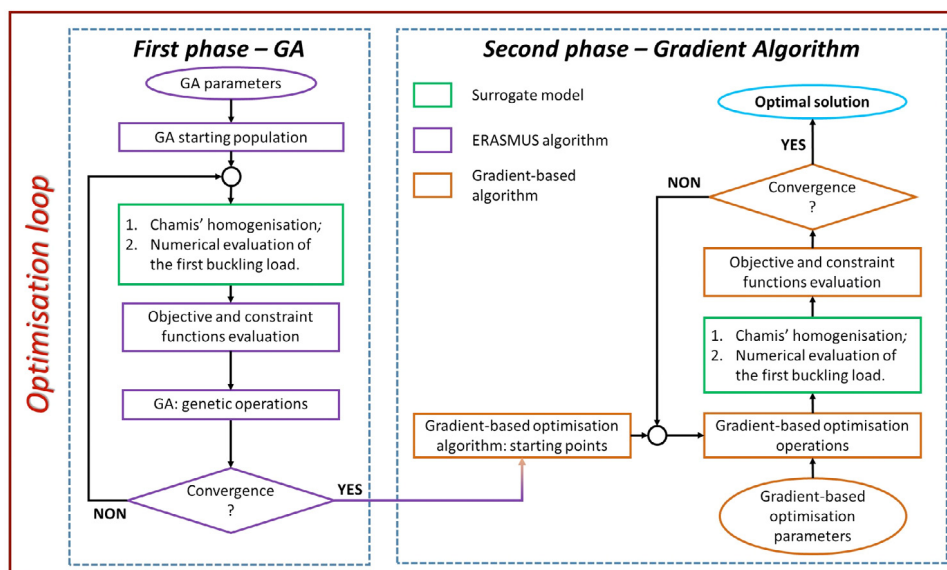 Optimisation loop
First phase – GA
GA parameters
GA starting population
1. Chamis' homogenisation;
2. Numerical evaluation of
the first buckling load.
Objective and constraint
functions evaluation
GA: genetic operations
Convergence
?
NON
YES
Second phase – Gradient Algorithm
Surrogate model
ERASMUS algorithm
Gradient-based
algorithm
Optimal solution
YES
NON
Convergence
?
Objective and constraint
functions evaluation
1. Chamis' homogenisation;
2. Numerical evaluation of
the first buckling load.
Gradient-based optimisation
algorithm: starting points
Gradient-based optimisation
operations
Gradient-based
optimisation
parameters